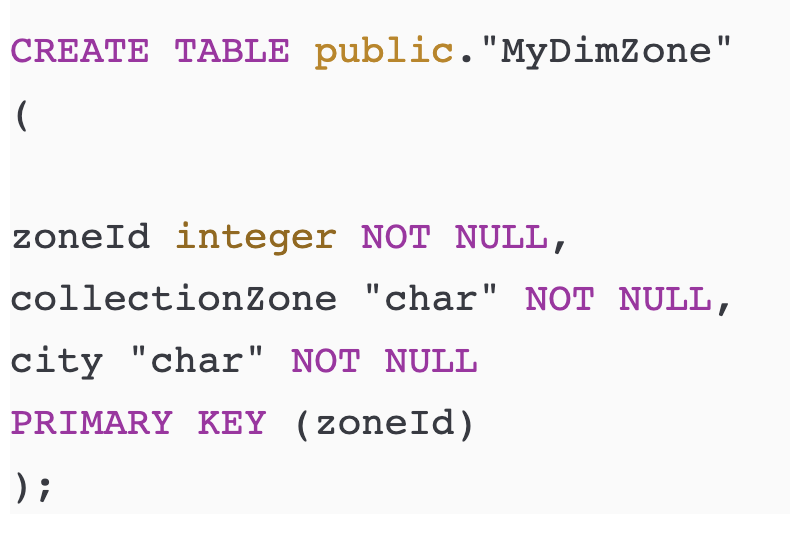 CREATE TABLE public."MyDimZone"
(
zoneId integer NOT NULL,
collectionZone "char" NOT NULL,
city "char" NOT NULL
PRIMARY KEY (zoneId)
);